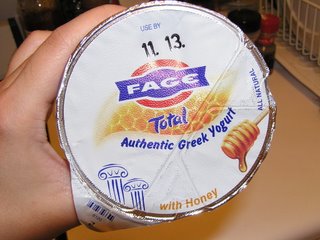 USE BY
11. 13.
FAGE
Total
Authentic Greek Yogurt
ALL NATURAL
with Honey